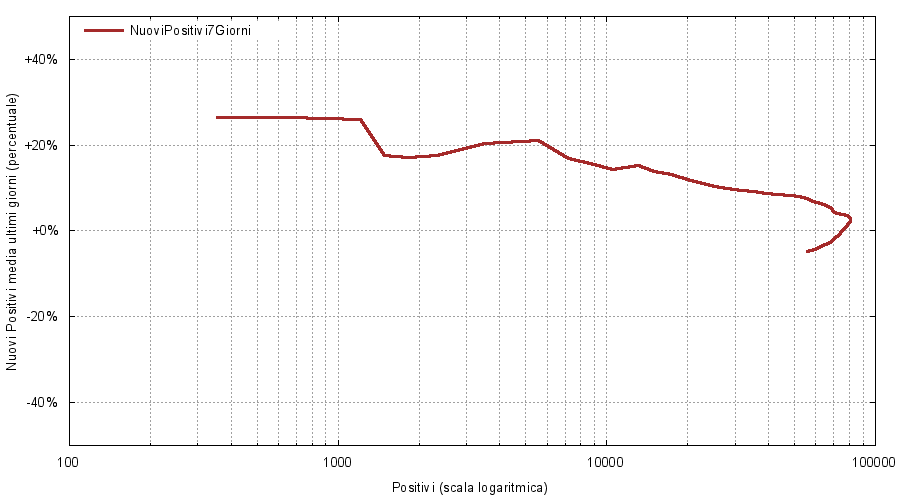 NuoviPositivi7Giorni
+40%
+20%
+0%
-20%
-40%
Nuovi Positivi media ultimi giorni (percentuale)
100 1000 10000 100000
Positivi (scala logaritmica)